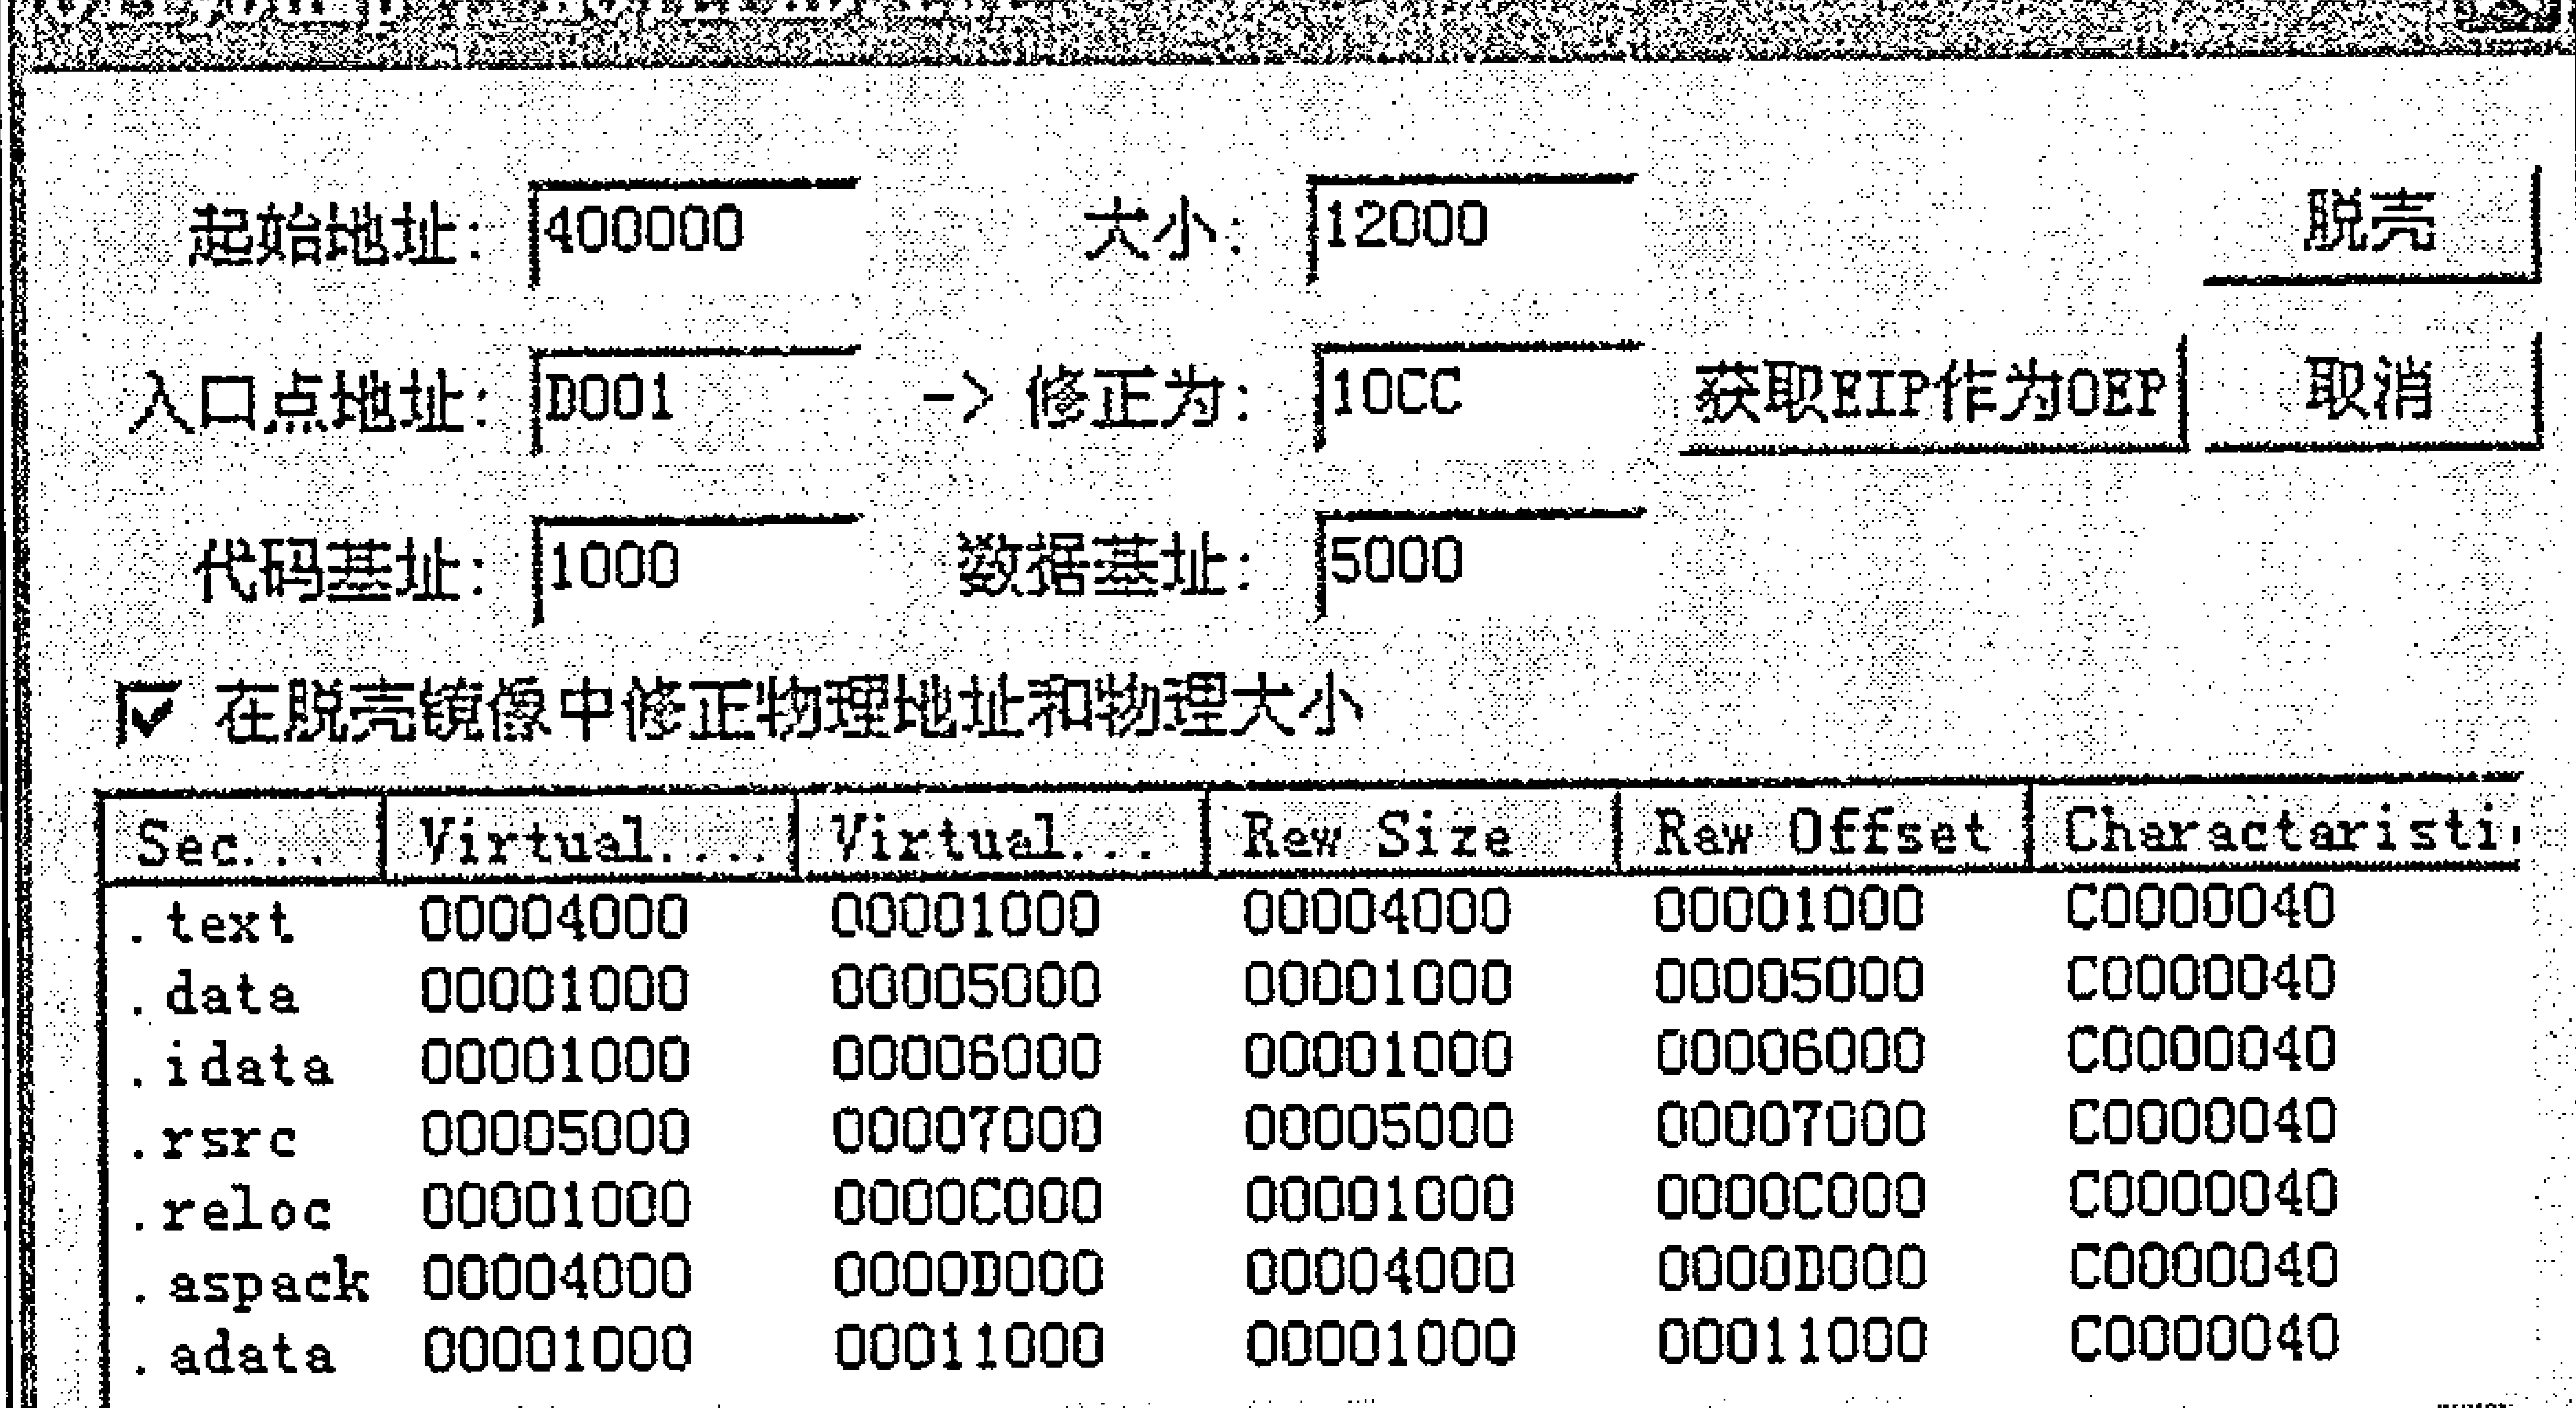 起始地址: 400000 大小: 12000 脱壳
入口点地址: D001 -> 修正为: 10CC 获取EIP作为OEP 取消
代码基址: 1000 数据基址: 5000
在脱壳镜像中修正物理地址和物理大小
Sec... Virtual.... Virtual... Raw Size Raw Offset Charactaristi
.text 00004000 00001000 00004000 00001000 C0000040
.data 00001000 00005000 00001000 00005000 C0000040
.idata 00001000 00006000 00001000 00006000 C0000040
.rsrc 00005000 00007000 00005000 00007000 C0000040
.reloc 00001000 0000C000 00001000 0000C000 C0000040
.aspack 00004000 0000D000 00004000 0000D000 C0000040
.adata 00001000 00011000 00001000 00011000 C0000040